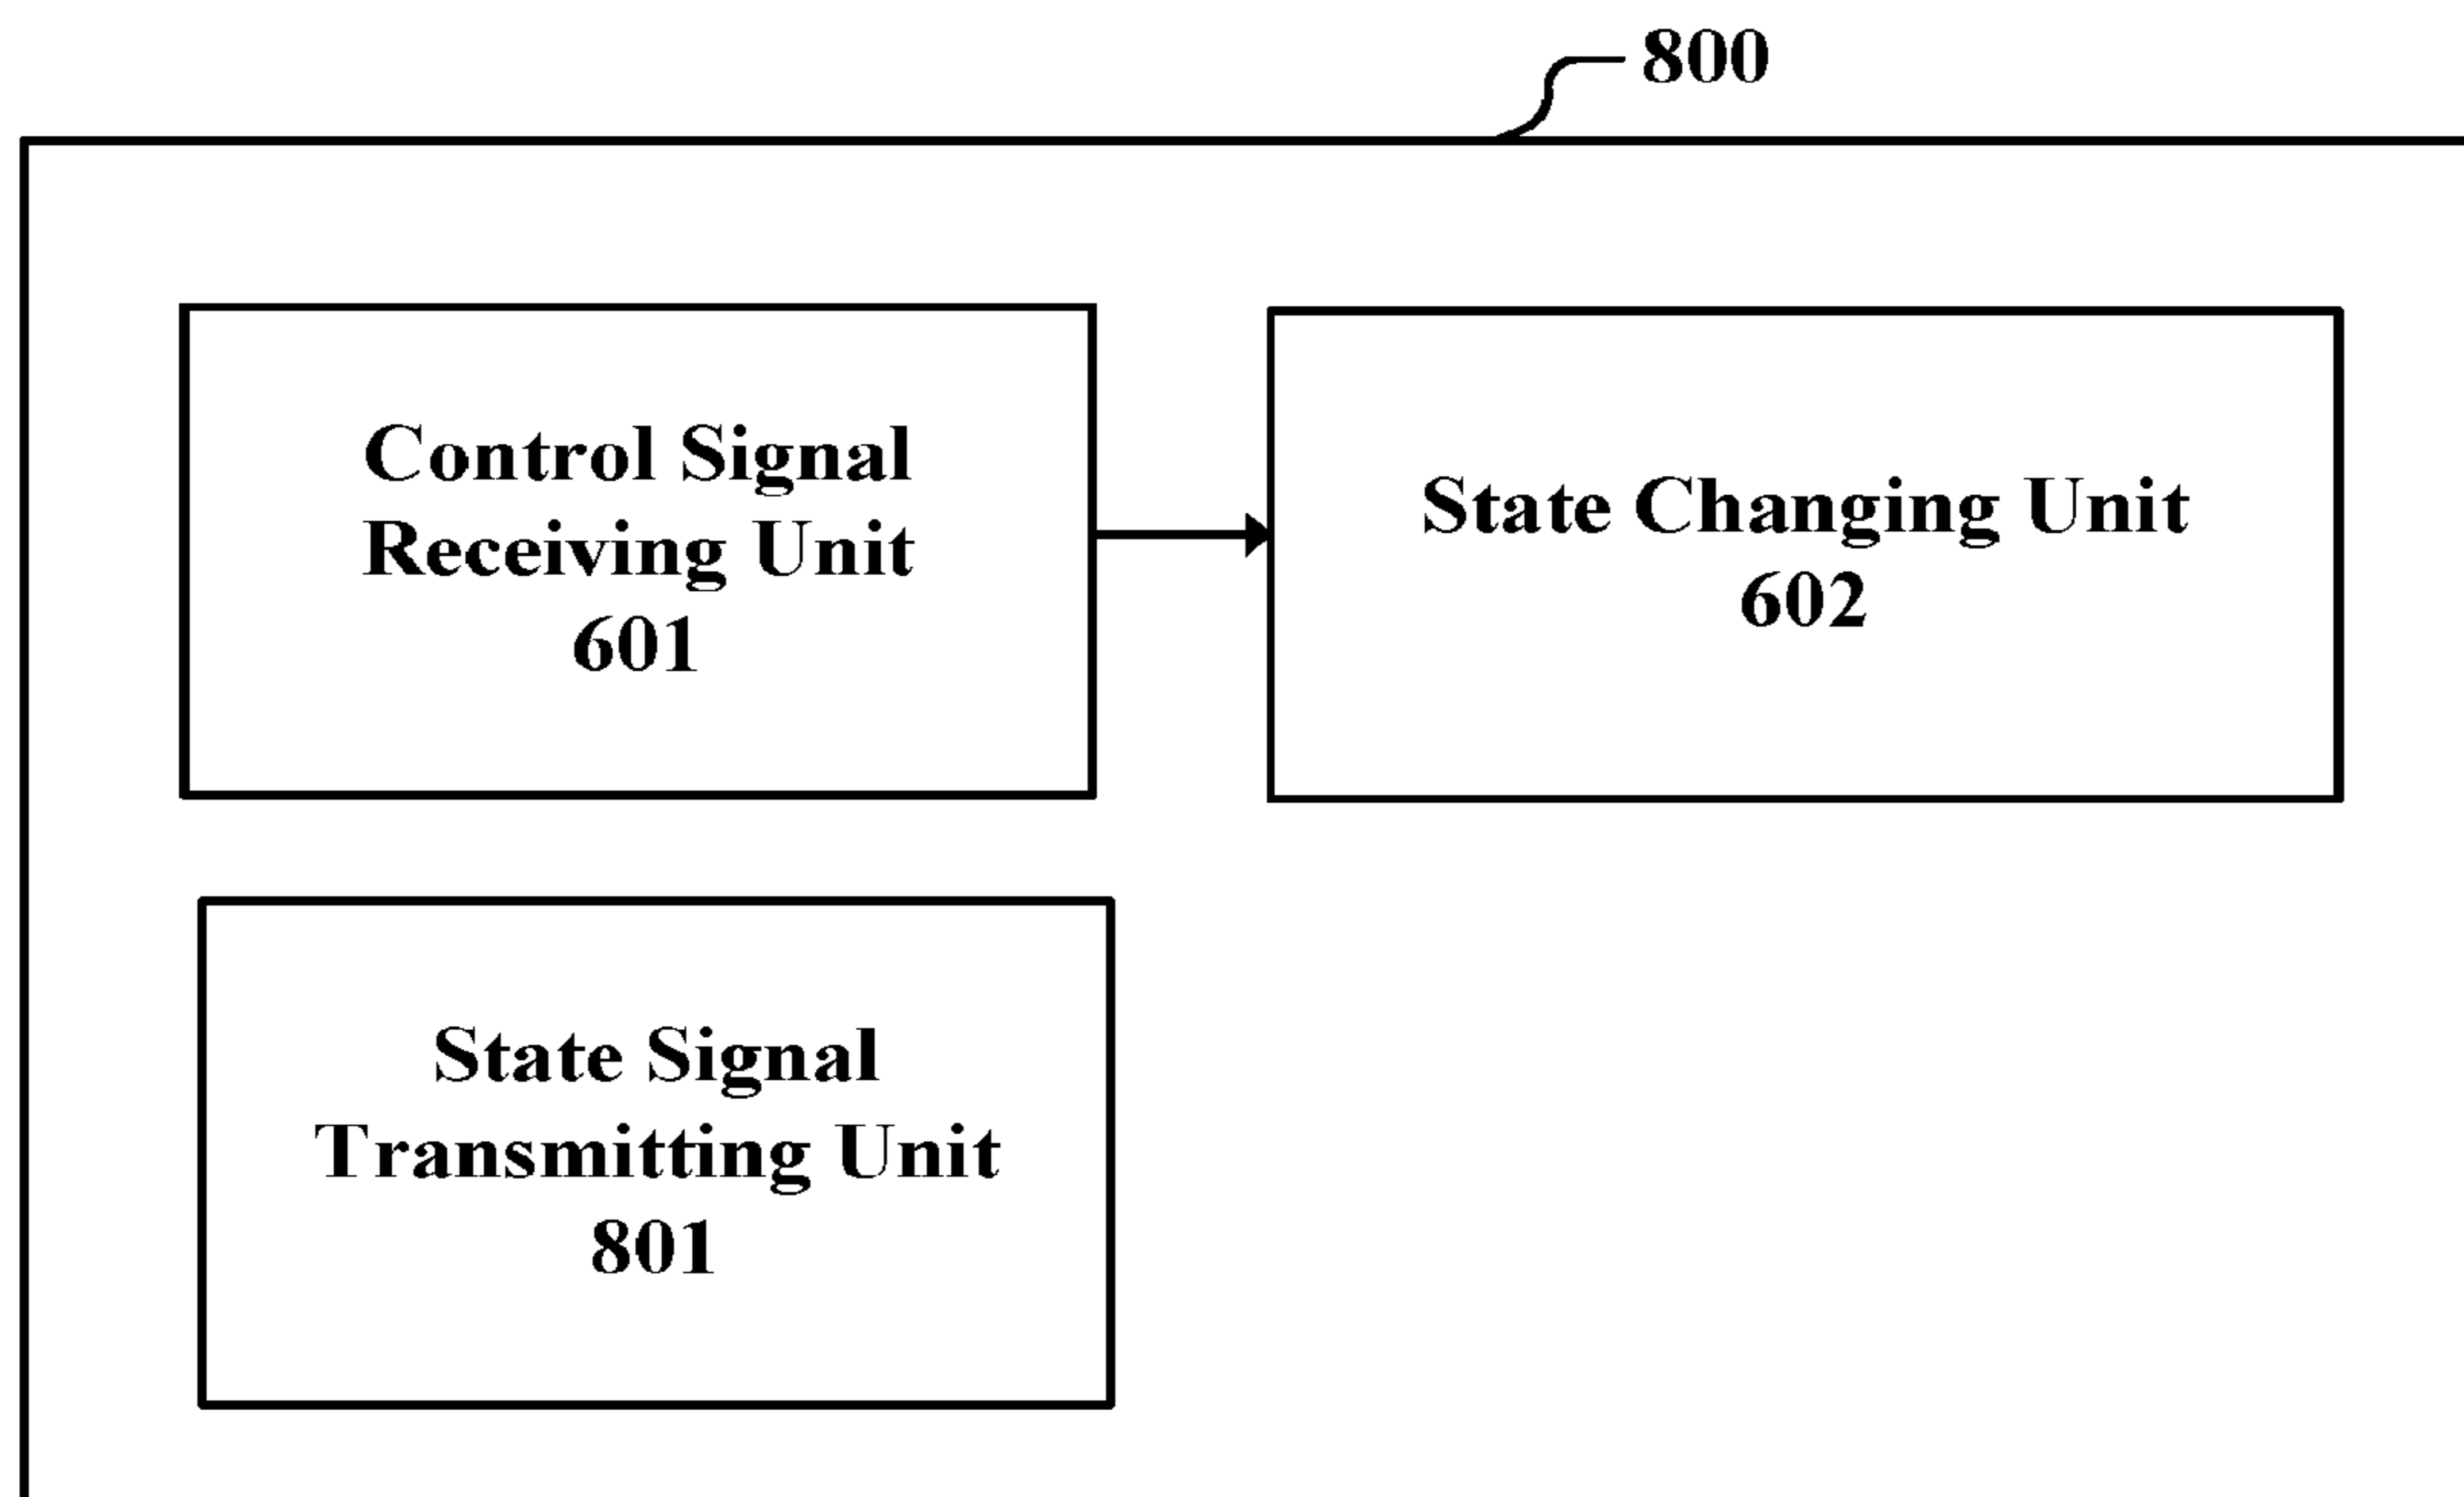 800
Control Signal
Receiving Unit
601
State Changing Unit
602
State Signal
Transmitting Unit
801